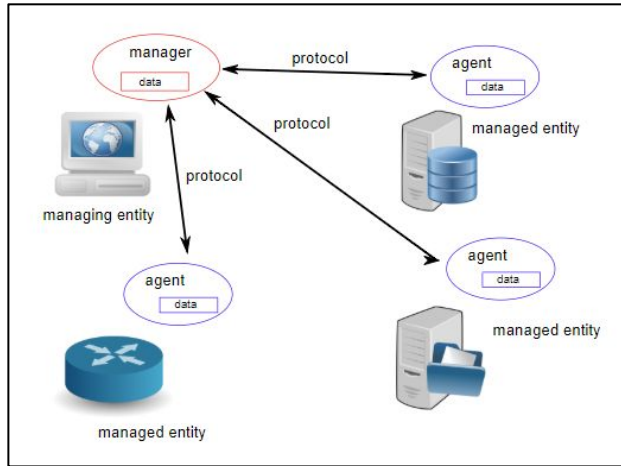 manager
data
protocol
agent
data
managed entity
protocol
managing entity
protocol
agent
data
managed entity
agent
data
managed entity